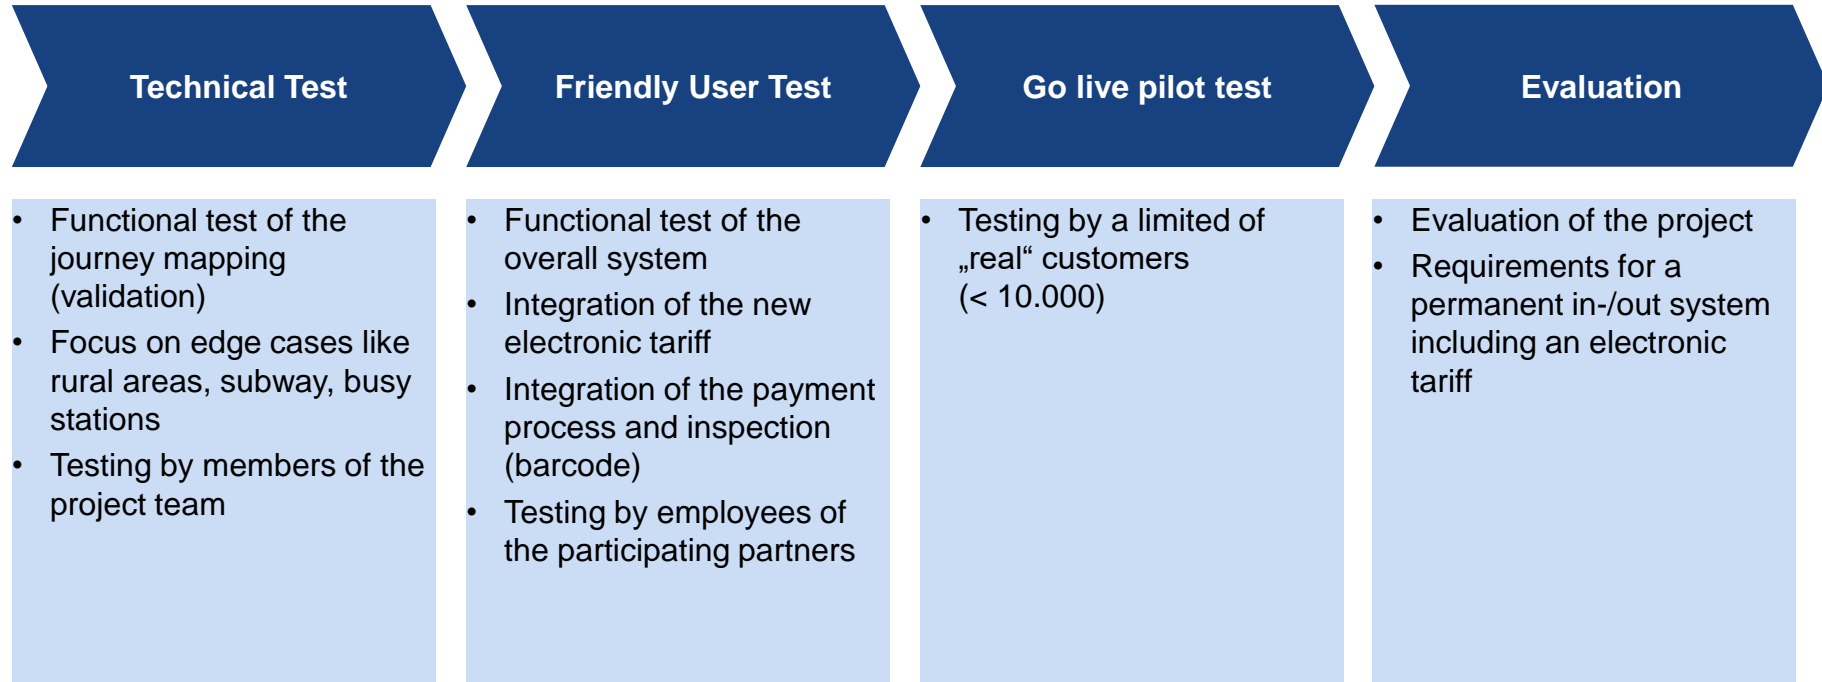 Technical Test
Friendly User Test
Go live pilot test
Evaluation
• Functional test of the
journey mapping
(validation)
• Focus on edge cases like
rural areas, subway, busy
stations
• Testing by members of the
project team
• Functional test of the
overall system
• Integration of the new
electronic tariff
• Integration of the payment
process and inspection
(barcode)
• Testing by employees of
the participating partners
• Testing by a limited of
„real“ customers
(< 10.000)
• Evaluation of the project
• Requirements for a
permanent in-/out system
including an electronic
tariff